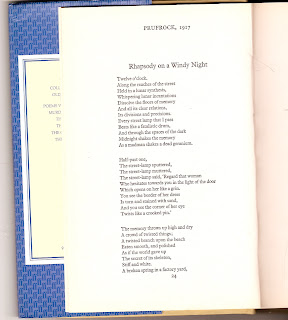 PRUFROCK, 1917
Rhapsody on a Windy Night
Twelve o'clock.
Along the reaches of the street
Held in a lunar synthesis,
Whispering lunar incantations
Dissolve the floors of memory
And all its clear relations,
Its divisions and precisions.
Every street lamp that I pass
Beats like a fatalistic drum,
And through the spaces of the dark
Midnight shakes the memory
As a madman shakes a dead geranium.
Half-past one,
The street-lamp sputtered,
The street-lamp muttered,
The street-lamp said, 'Regard that woman
Who hesitates toward you in the light of the door
Which opens on her like a grin.
You see the border of her dress
Is torn and stained with sand,
And you see the corner of her eye
Twists like a crooked pin.'
The memory throws up high and dry
A crowd of twisted things;
A twisted branch upon the beach
Eaten smooth, and polished
As if the world gave up
The secret of its skeleton,
Stiff and white.
A broken spring in a factory yard,
24